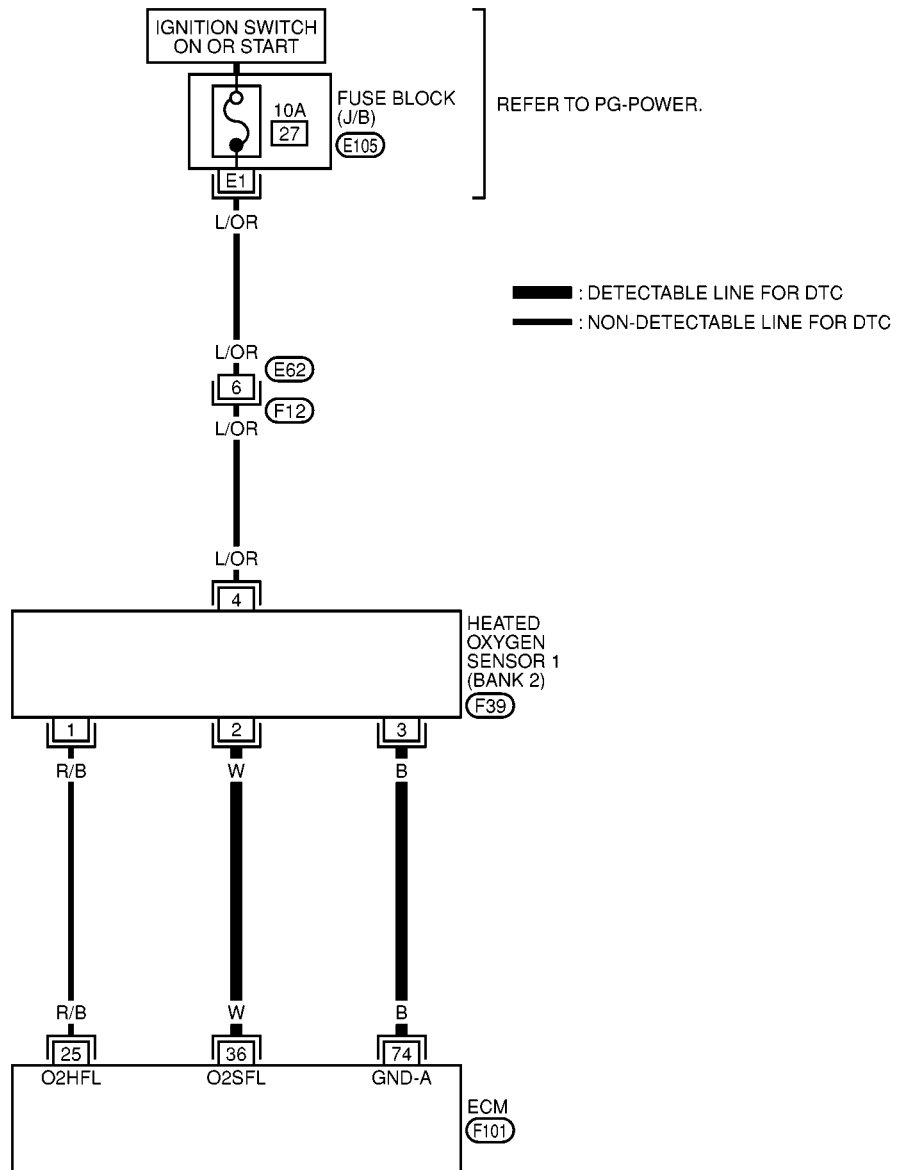 IGNITION SWITCH
ON OR START
10A
27
FUSE BLOCK
(J/B)
E105
REFER TO PG-POWER.
E1
L/OR
: DETECTABLE LINE FOR DTC
: NON-DETECTABLE LINE FOR DTC
L/OR
E62
6
F12
L/OR
L/OR
4
HEATED
OXYGEN
SENSOR 1
(BANK 2)
F39
1 2 3
R/B W B
R/B W B
25 36 74
O2HFL O2SFL GND-A
ECM
F101